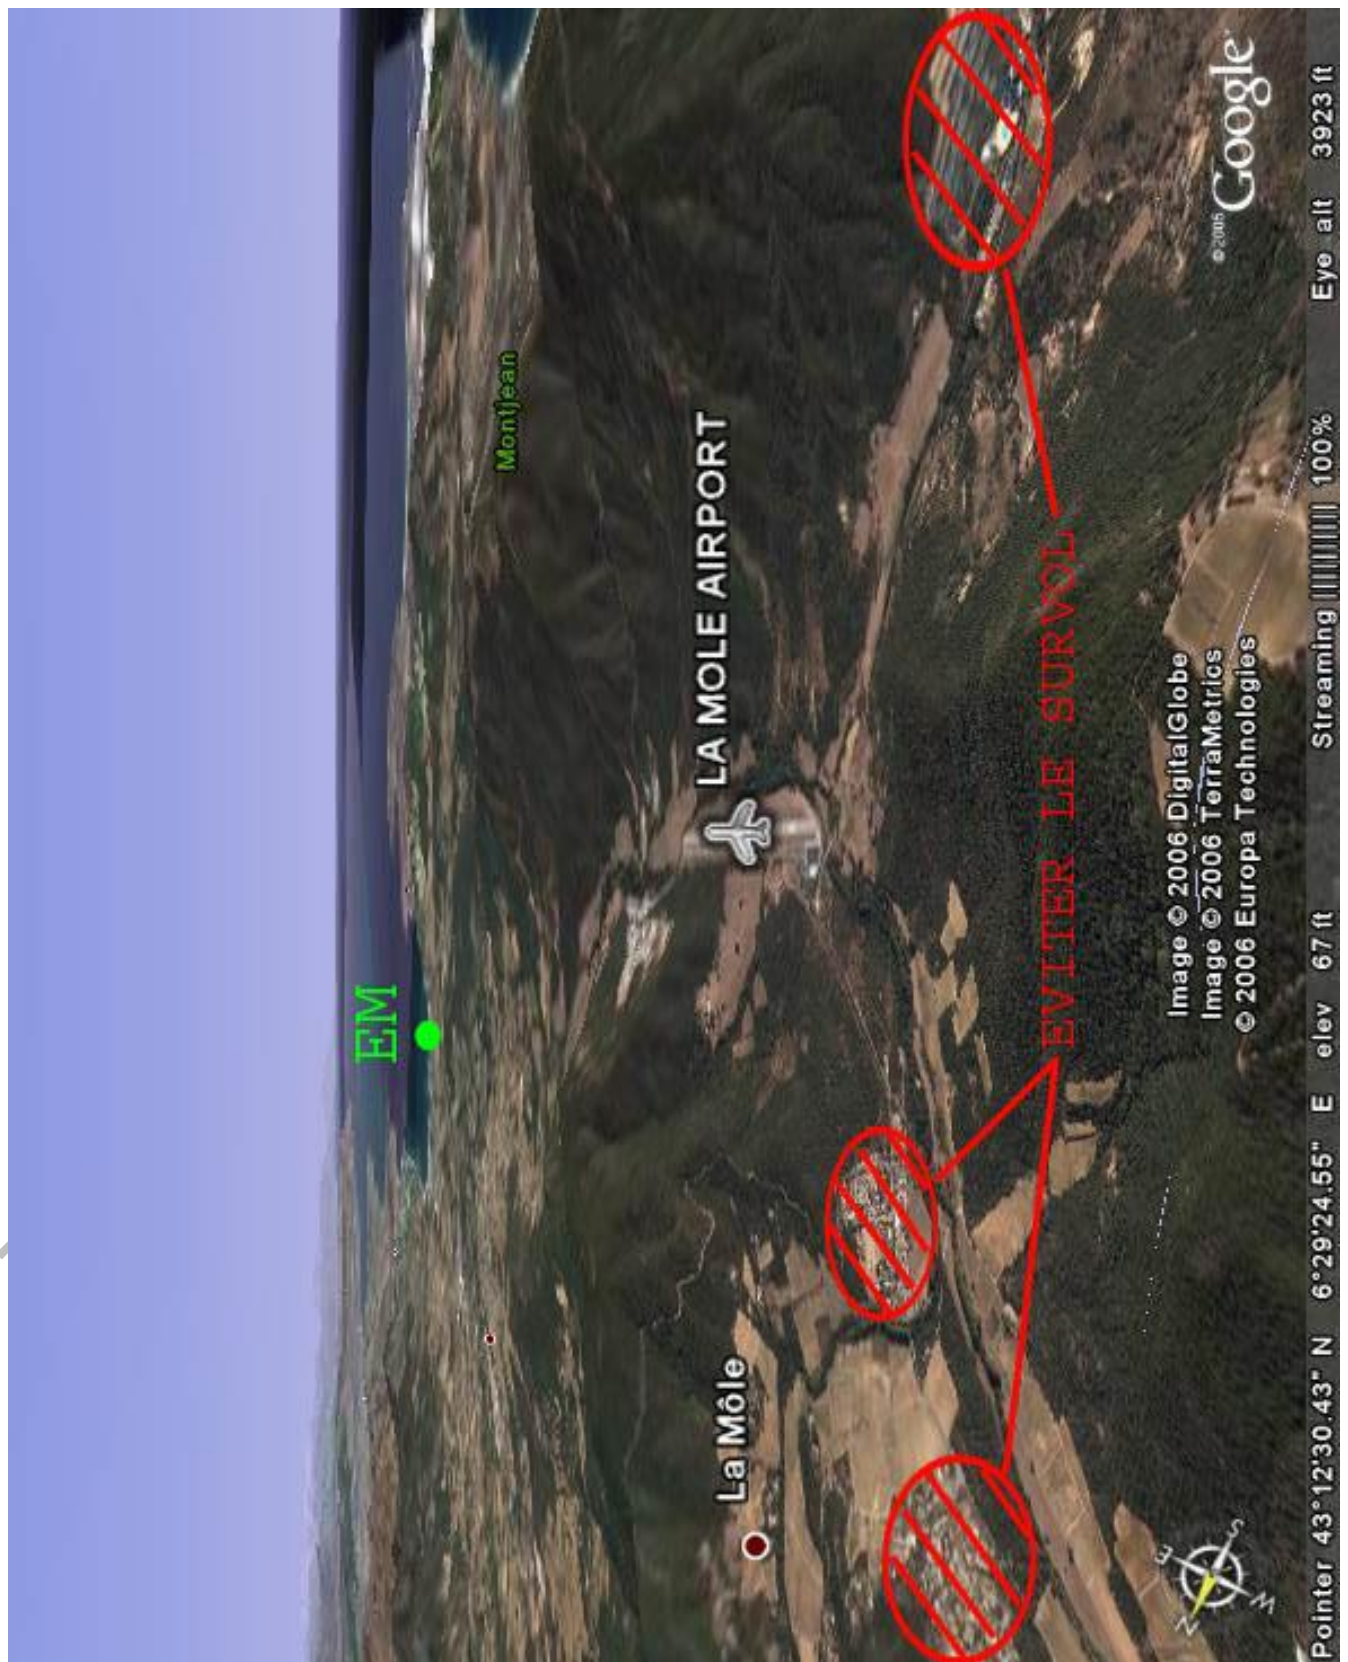 EM
Montjean
LA MOLE AIRPORT
La Môle
EVITER LE SURVOL
Image © 2006 DigitalGlobe
Image © 2006 TerraMetrics
© 2006 Europa Technologies
©2005 Google
N
E
S
W
Pointer 43°12'30.43" N 6°29'24.55" E elev 67 ft Streaming |||||||||| 100% Eye alt 3923 ft